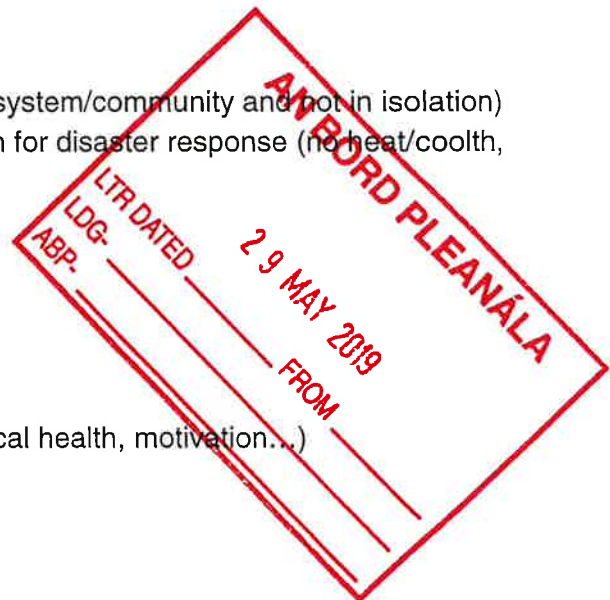 system/community and not in isolation)
n for disaster response (no heat/coolth,
cal health, motivation...)
AN BORD PLEANÁLA
LTR DATED FROM
LDG-
ABP-
29 MAY 2019